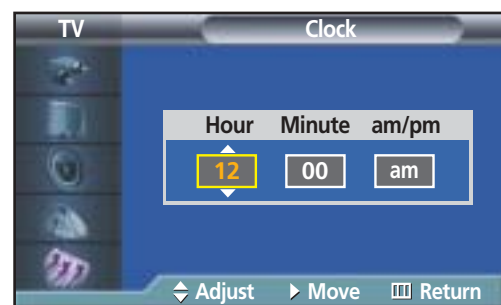 TV Clock
Hour Minute am/pm
12 00 am
Adjust Move Return